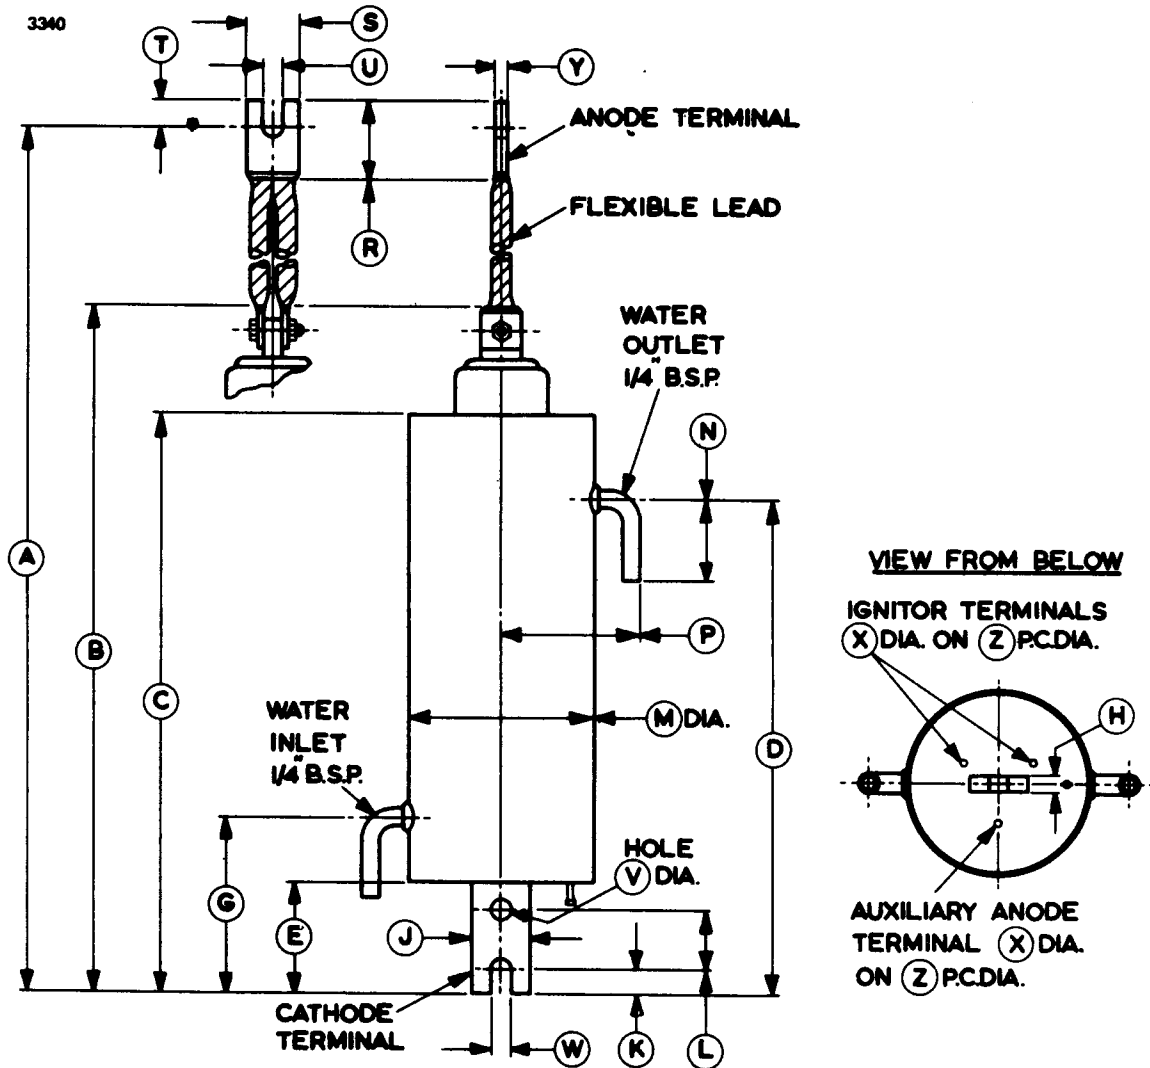 3340
S
T
U
Y
ANODE TERMINAL
FLEXIBLE LEAD
R
WATER
OUTLET
1/4" B.S.P.
N
A
VIEW FROM BELOW
IGNITOR TERMINALS
X DIA. ON Z P.C.DIA.
P
B
C
M DIA.
H
WATER
INLET
1/4" B.S.P.
D
HOLE
V DIA.
G
E
J
AUXILIARY ANODE
TERMINAL X DIA.
ON Z P.C.DIA.
CATHODE
TERMINAL
W
K
L